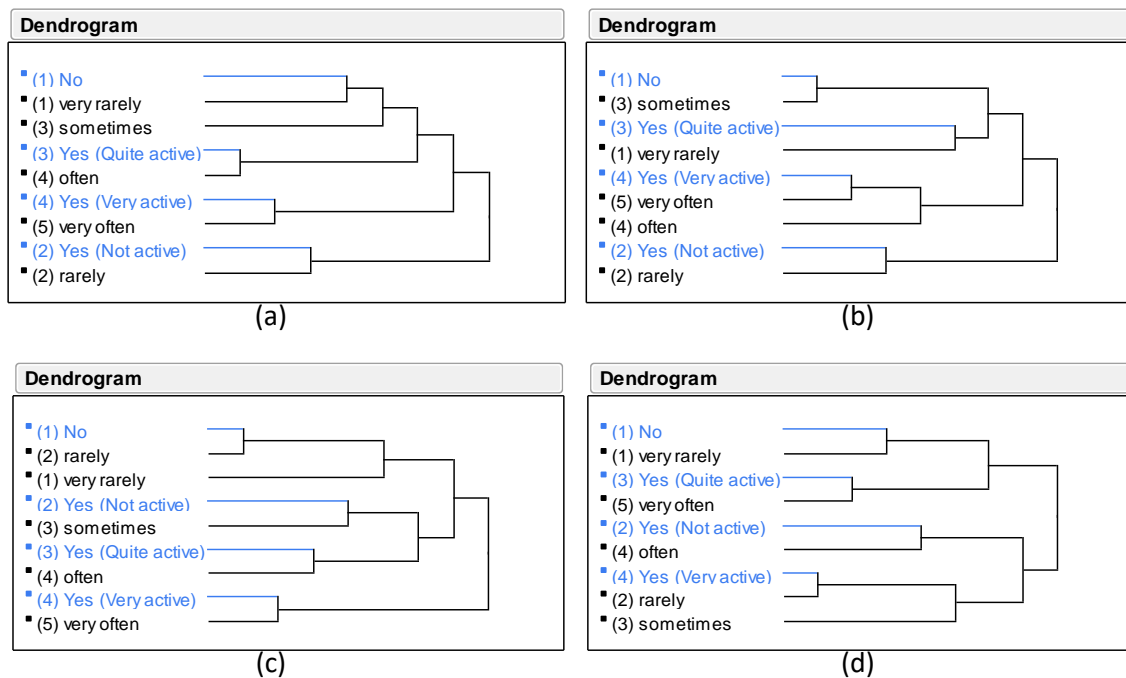 Dendrogram
(1) No
(1) very rarely
(3) sometimes
(3) Yes (Quite active)
(4) often
(4) Yes (Very active)
(5) very often
(2) Yes (Not active)
(2) rarely
(a)
Dendrogram
(1) No
(3) sometimes
(3) Yes (Quite active)
(1) very rarely
(4) Yes (Very active)
(5) very often
(4) often
(2) Yes (Not active)
(2) rarely
(b)
Dendrogram
(1) No
(2) rarely
(1) very rarely
(2) Yes (Not active)
(3) sometimes
(3) Yes (Quite active)
(4) often
(4) Yes (Very active)
(5) very often
(c)
Dendrogram
(1) No
(1) very rarely
(3) Yes (Quite active)
(5) very often
(2) Yes (Not active)
(4) often
(4) Yes (Very active)
(2) rarely
(3) sometimes
(d)